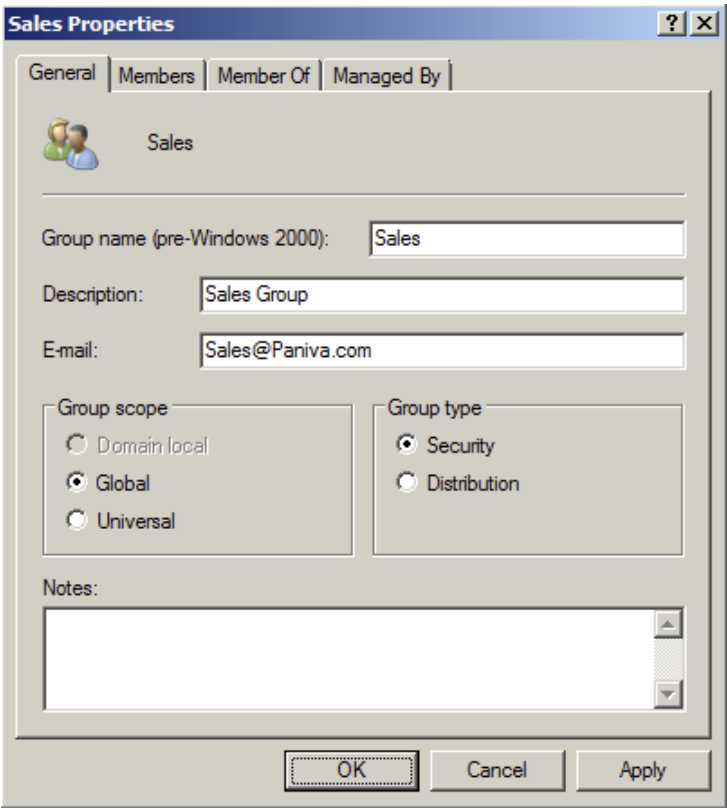 Sales Properties
General Members Member Of Managed By
Sales
Group name (pre-Windows 2000): Sales
Description: Sales Group
E-mail: Sales@Paniva.com
Group scope Group type
Domain local Security
Global Distribution
Universal
Notes:
OK Cancel Apply